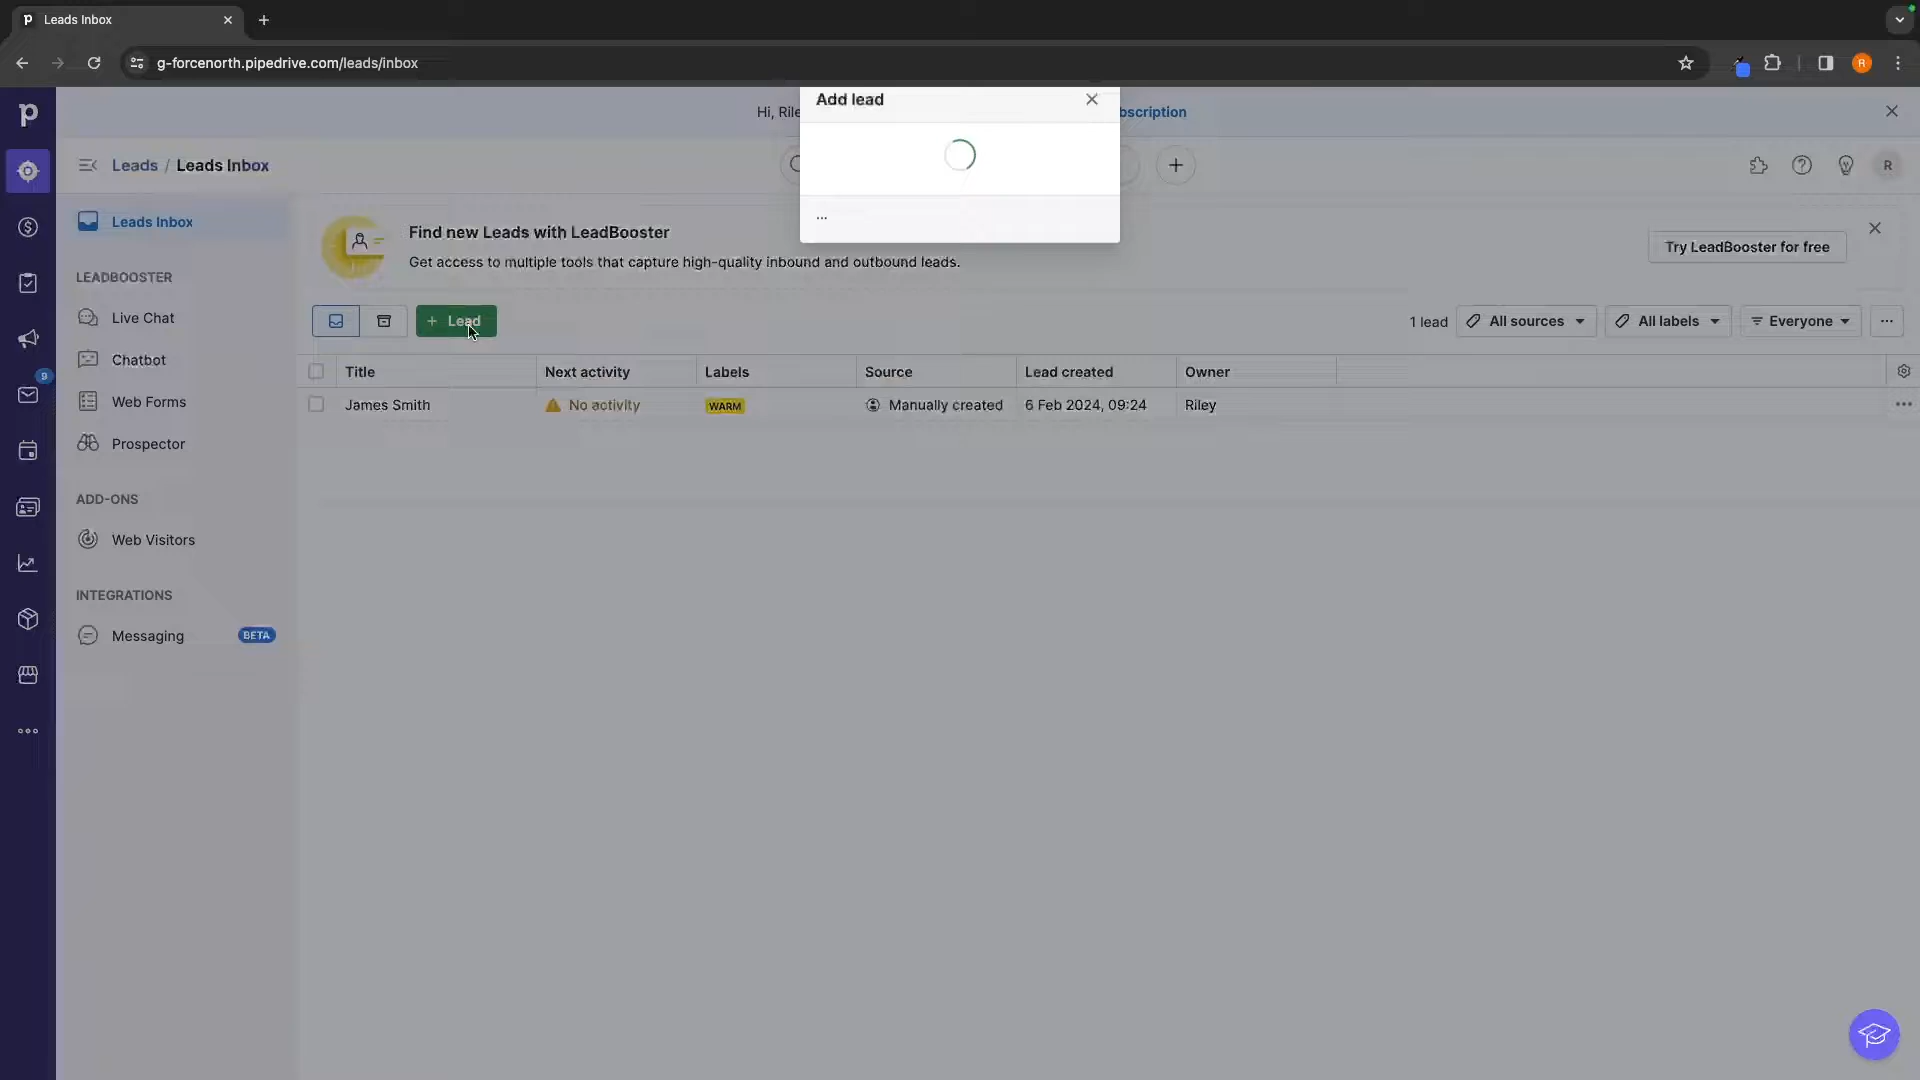 Leads Inbox
g-forcenorth.pipedrive.com/leads/inbox
R
Add lead
Hi, Rile
bscription
Leads / Leads Inbox
R
...
Leads Inbox
Find new Leads with LeadBooster
Get access to multiple tools that capture high-quality inbound and outbound leads.
Try LeadBooster for free
LEADBOOSTER
Live Chat
Chatbot
Web Forms
Prospector
ADD-ONS
Web Visitors
INTEGRATIONS
Messaging BETA
9
+ Lead
1 lead All sources All labels Everyone
Title Next activity Labels Source Lead created Owner
James Smith No activity WARM Manually created 6 Feb 2024, 09:24 Riley